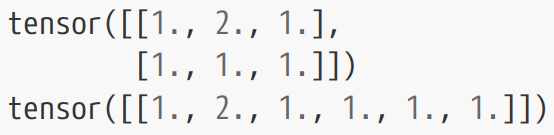 tensor([[1., 2., 1.],
        [1., 1., 1.]])
tensor([[1., 2., 1., 1., 1., 1.]])